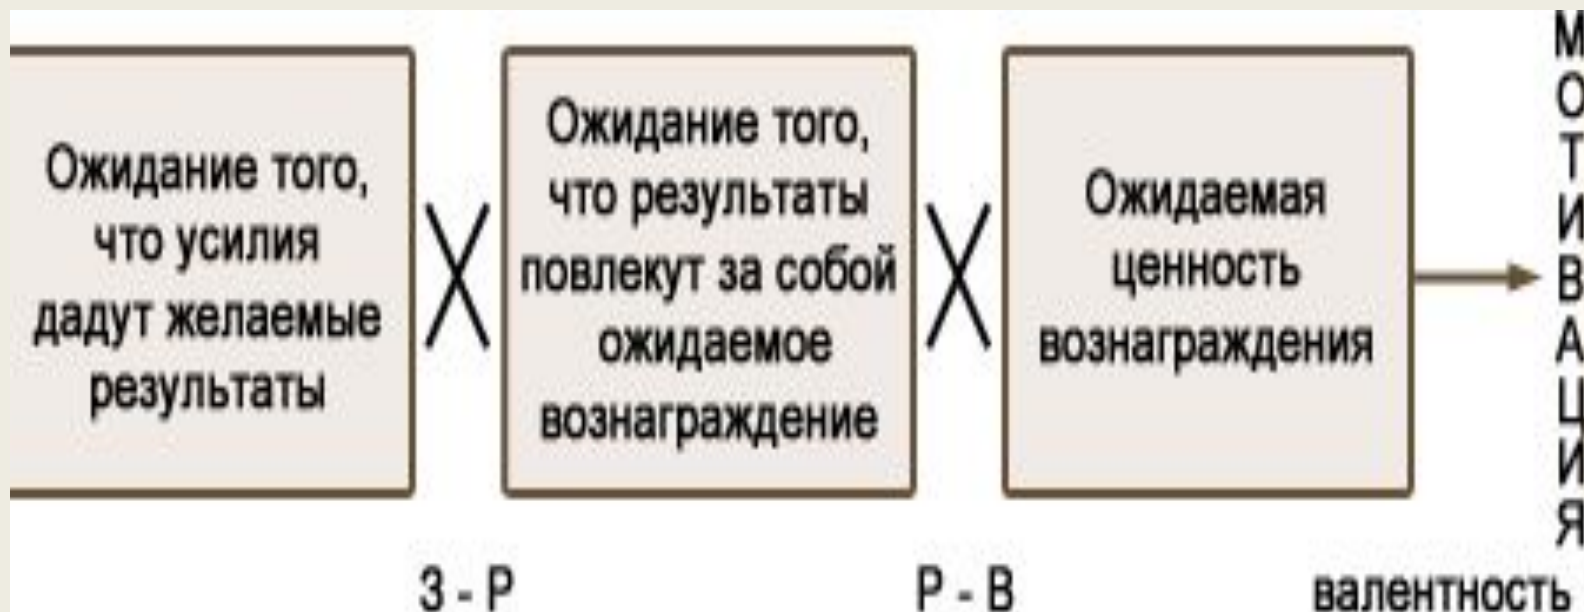 Ожидание того,
что усилия
дадут желаемые
результаты
Ожидание того,
что результаты
повлекут за собой
ожидаемое
вознаграждение
Ожидаемая
ценность
вознаграждения
МОТИВАЦИЯ
З - Р
Р - В
валентность